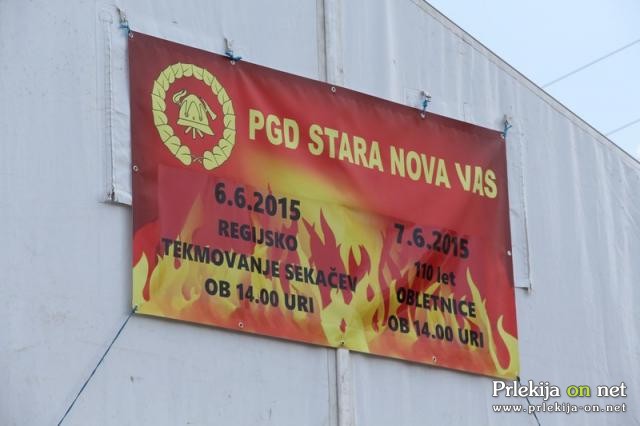 PGD STARA NOVA VAS
6.6.2015
REGIJSKO
TEKMOVANJE SEKAČEV
OB 14.00 URI
7.6.2015
110 let
OBLETNICE
OB 14.00 URI
Prlekija on net
www.prlekija-on.net